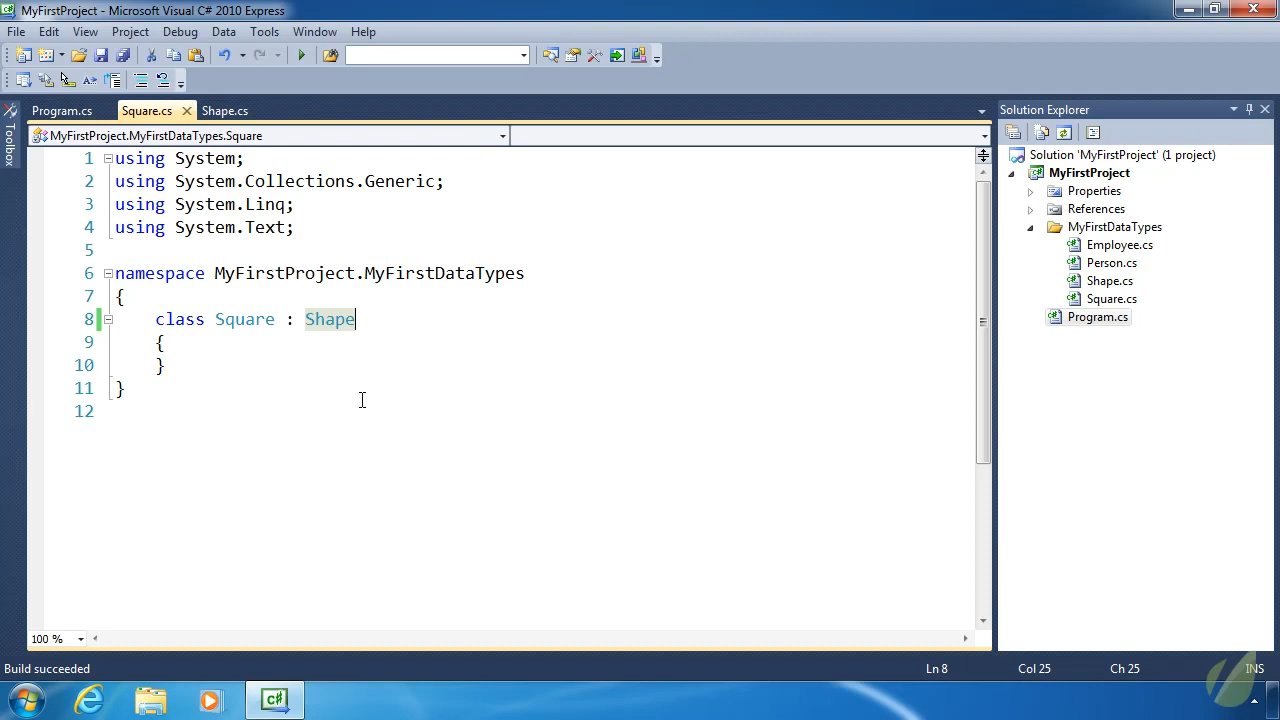 MyFirstProject - Microsoft Visual C# 2010 Express
File Edit View Project Debug Data Tools Window Help
Program.cs Square.cs Shape.cs
Toolbox
MyFirstProject.MyFirstDataTypes.Square
1 using System;
2 using System.Collections.Generic;
3 using System.Linq;
4 using System.Text;
5
6 namespace MyFirstProject.MyFirstDataTypes
7 {
8 class Square : Shape
9 {
10 }
11 }
12
100 %
Solution Explorer
Solution 'MyFirstProject' (1 project)
MyFirstProject
Properties
References
MyFirstDataTypes
Employee.cs
Person.cs
Shape.cs
Square.cs
Program.cs
Build succeeded Ln 8 Col 25 Ch 25 INS